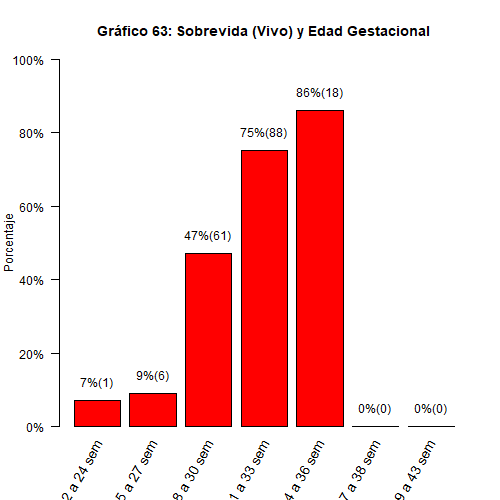 Gráfico 63: Sobrevida (Vivo) y Edad Gestacional
Porcentaje
100%
80%
60%
40%
20%
0%
7%(1)
9%(6)
47%(61)
75%(88)
86%(18)
0%(0)
0%(0)
2 a 24 sem
5 a 27 sem
8 a 30 sem
1 a 33 sem
4 a 36 sem
7 a 38 sem
9 a 43 sem